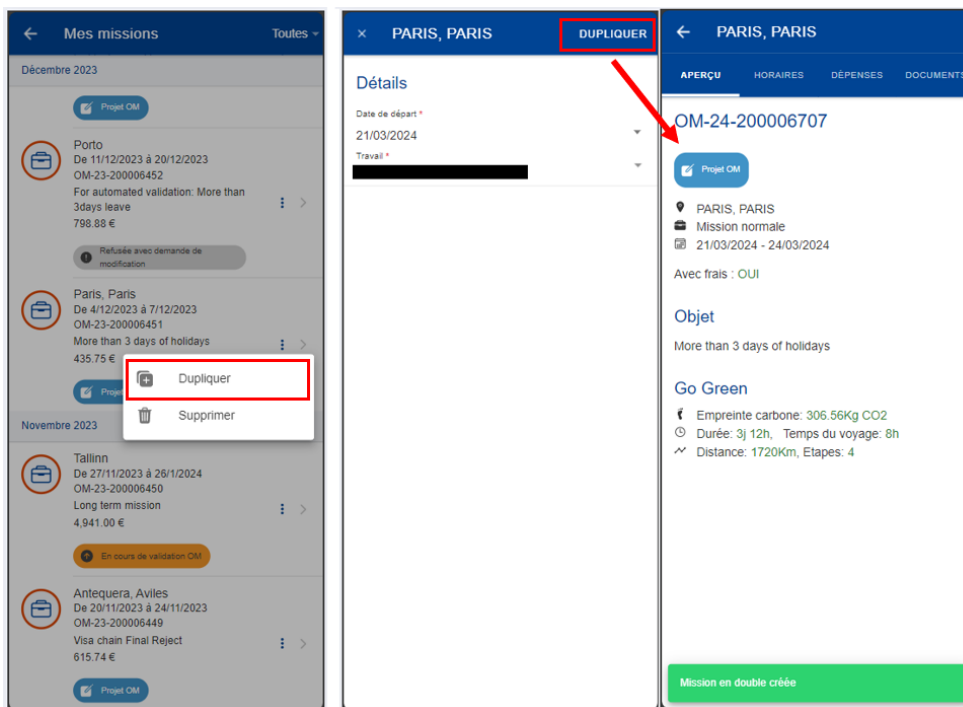 Mes missions
Toutes
Décembre 2023
Projet OM
Porto
De 11/12/2023 à 20/12/2023
OM-23-200006452
For automated validation: More than
3days leave
798.88 €
Refusée avec demande de
modification
Paris, Paris
De 4/12/2023 à 7/12/2023
OM-23-200006451
More than 3 days of holidays
435.75 €
Dupliquer
Supprimer
Novembre 2023
Tallinn
De 27/11/2023 à 26/1/2024
OM-23-200006450
Long term mission
4,941.00 €
En cours de validation OM
Antequera, Aviles
De 20/11/2023 à 24/11/2023
OM-23-200006449
Visa chain Final Reject
615.74 €
Projet OM
× PARIS, PARIS
DUPLIQUER
Détails
Date de départ *
21/03/2024
Travail *
PARIS, PARIS
APERÇU HORAIRES DÉPENSES DOCUMENTS
OM-24-200006707
Projet OM
PARIS, PARIS
Mission normale
21/03/2024 - 24/03/2024
Avec frais : OUI
Objet
More than 3 days of holidays
Go Green
Empreinte carbone: 306.56Kg CO2
Durée: 3j 12h, Temps du voyage: 8h
Distance: 1720Km, Etapes: 4
Mission en double créée